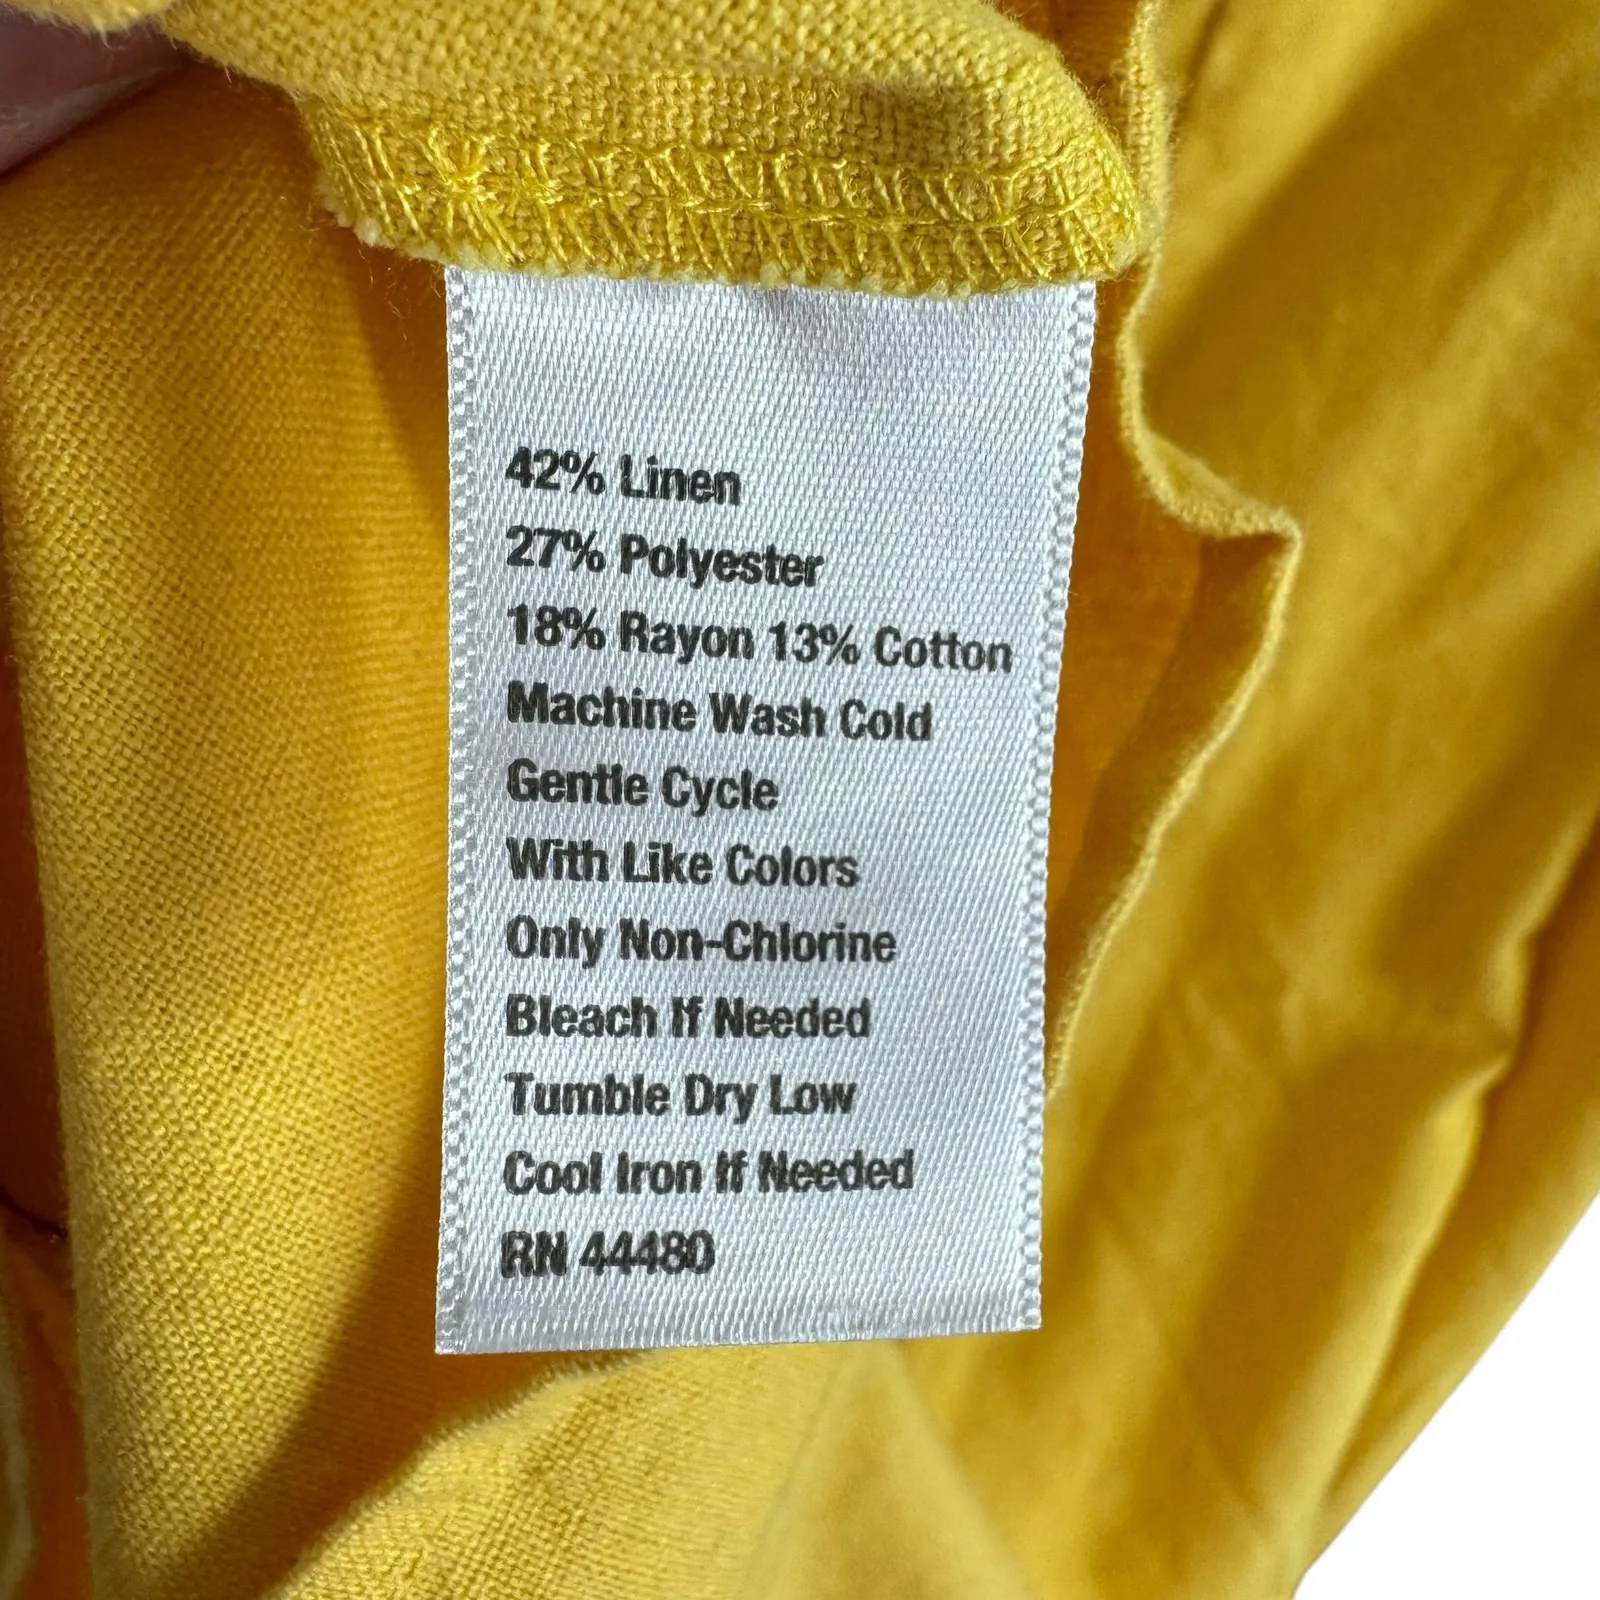 42% Linen
27% Polyester
18% Rayon 13% Cotton
Machine Wash Cold
Gentle Cycle
With Like Colors
Only Non-Chlorine
Bleach If Needed
Tumble Dry Low
Cool Iron If Needed
RN 44480